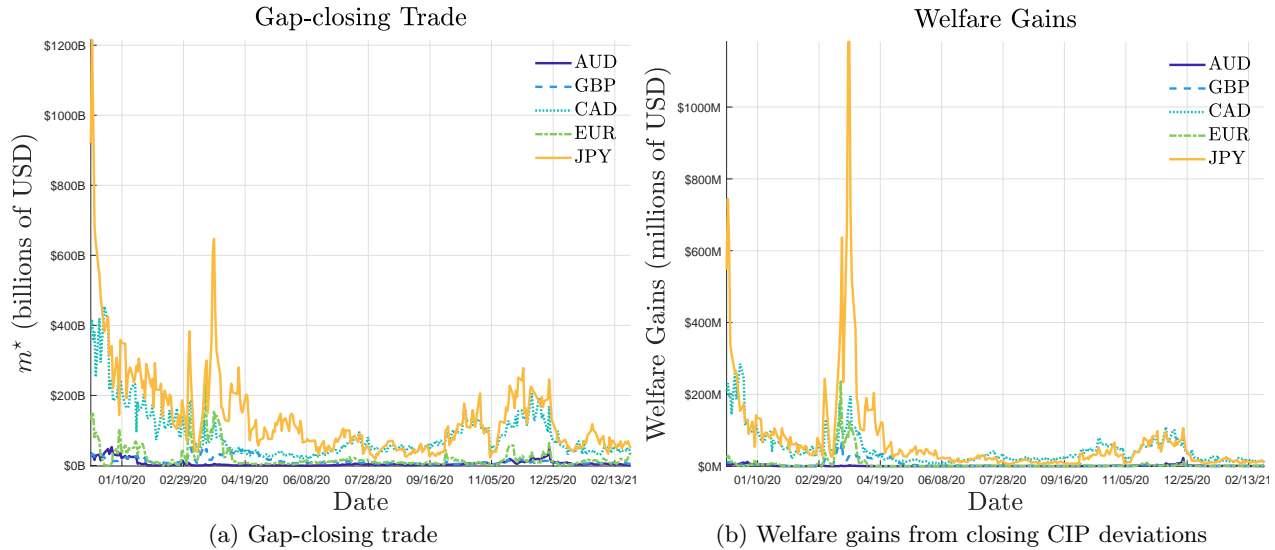 Gap-closing Trade
m⋆ (billions of USD)
$1200B
$1000B
$800B
$600B
$400B
$200B
$0B
AUD
GBP
CAD
EUR
JPY
01/10/20 02/29/20 04/19/20 06/08/20 07/28/20 09/16/20 11/05/20 12/25/20 02/13/21
Date
(a) Gap-closing trade
Welfare Gains
Welfare Gains (millions of USD)
$1000M
$800M
$600M
$400M
$200M
$0M
AUD
GBP
CAD
EUR
JPY
01/10/20 02/29/20 04/19/20 06/08/20 07/28/20 09/16/20 11/05/20 12/25/20 02/13/21
Date
(b) Welfare gains from closing CIP deviations